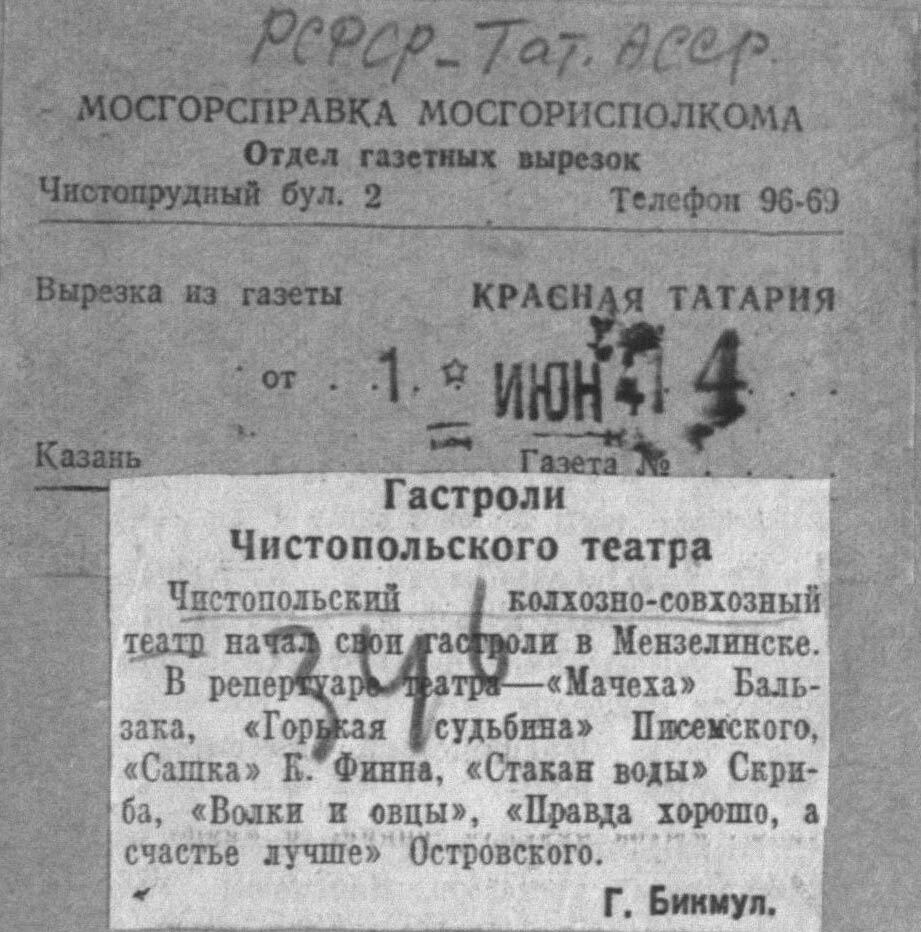 РСФСР - Тат. АССР.
МОСГОРСПРАВКА МОСГОРИСПОЛКОМА
Отдел газетных вырезок
Чистопрудный бул. 2 Телефон 96-69
Вырезка из газеты КРАСНАЯ ТАТАРИЯ
от . . 1 . ☆ ИЮН 41 4 . .
Казань Газета № . . . .
Гастроли
Чистопольского театра
Чистопольский колхозно-совхозный
театр начал свои гастроли в Мензелинске.
В репертуаре театра—«Мачеха» Баль-
зака, «Горькая судьбина» Писемского,
«Сашка» К. Финна, «Стакан воды» Скри-
ба, «Волки и овцы», «Правда хорошо, а
счастье лучше» Островского.
Г. Бикмул.
346